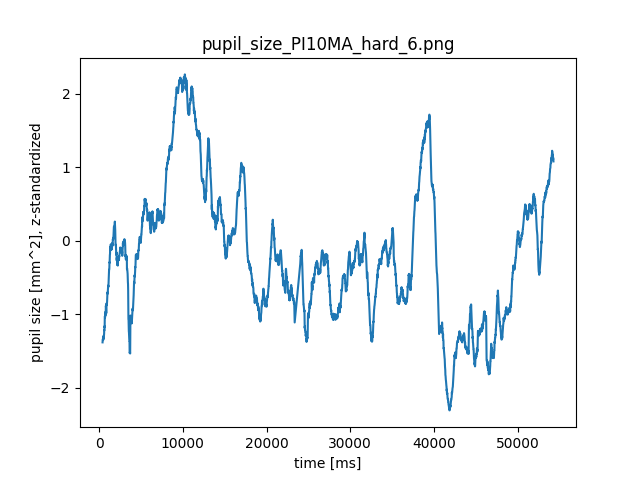 pupil_size_PI10MA_hard_6.png
pupil size [mm^2], z-standardized
2
1
0
−1
−2
0 10000 20000 30000 40000 50000
time [ms]